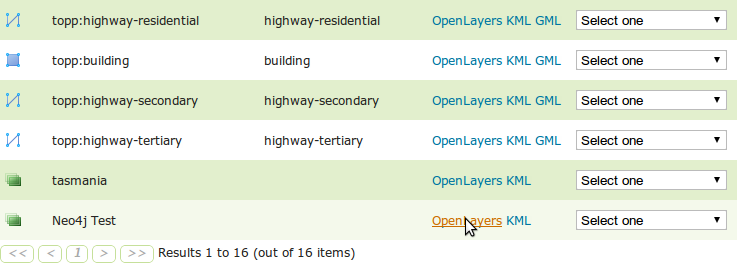 topp:highway-residential highway-residential OpenLayers KML GML Select one
topp:building building OpenLayers KML GML Select one
topp:highway-secondary highway-secondary OpenLayers KML GML Select one
topp:highway-tertiary highway-tertiary OpenLayers KML GML Select one
tasmania OpenLayers KML Select one
Neo4j Test OpenLayers KML Select one
<< < 1 > >> Results 1 to 16 (out of 16 items)